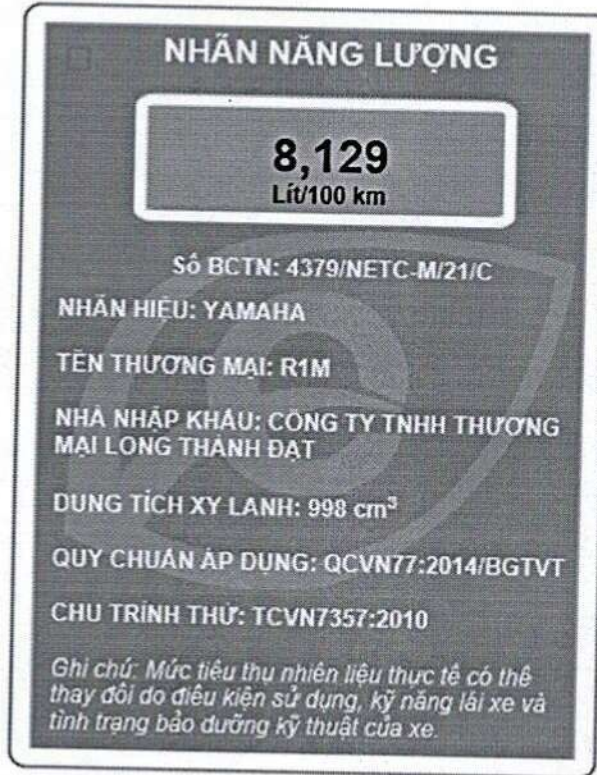 NHÃN NĂNG LƯỢNG
8,129
Lít/100 km
Số BCTN: 4379/NETC-M/21/C
NHÃN HIỆU: YAMAHA
TÊN THƯƠNG MẠI: R1M
NHÀ NHẬP KHẨU: CÔNG TY TNHH THƯƠNG
MẠI LONG THÀNH ĐẠT
DUNG TÍCH XY LANH: 998 cm³
QUY CHUẨN ÁP DỤNG: QCVN77:2014/BGTVT
CHU TRÌNH THỬ: TCVN7357:2010
Ghi chú: Mức tiêu thụ nhiên liệu thực tế có thể
thay đổi do điều kiện sử dụng, kỹ năng lái xe và
tình trạng bảo dưỡng kỹ thuật của xe.